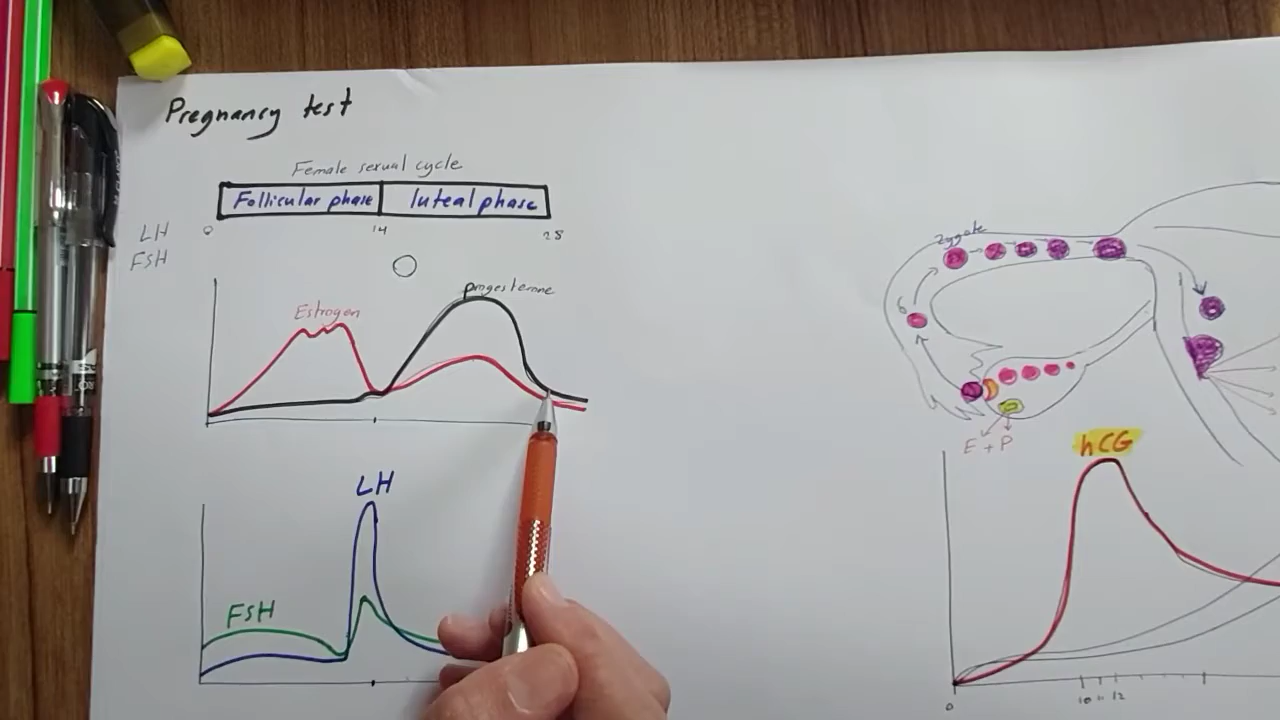 Pregnancy test
Female sexual cycle
Follicular phase luteal phase
0 14 28
LH
FSH
Estrogen
progesterone
LH
FSH
Zygote
E + P
hCG
0 10 11 12